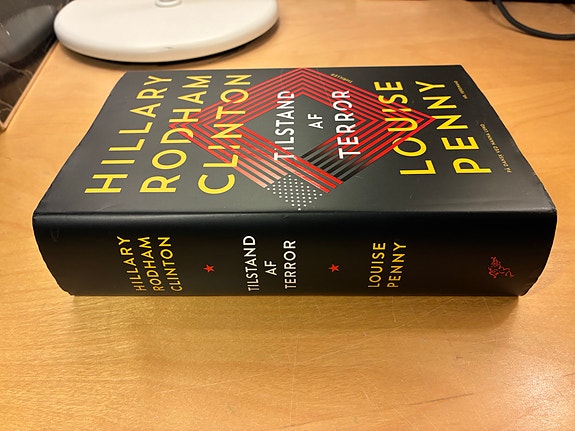 HILLARY
RODHAM
CLINTON
TILSTAND
AF
TERROR
LOUISE
PENNY
HILLARY
RODHAM
CLINTON
TILSTAND
AF
TERROR
LOUISE
PENNY